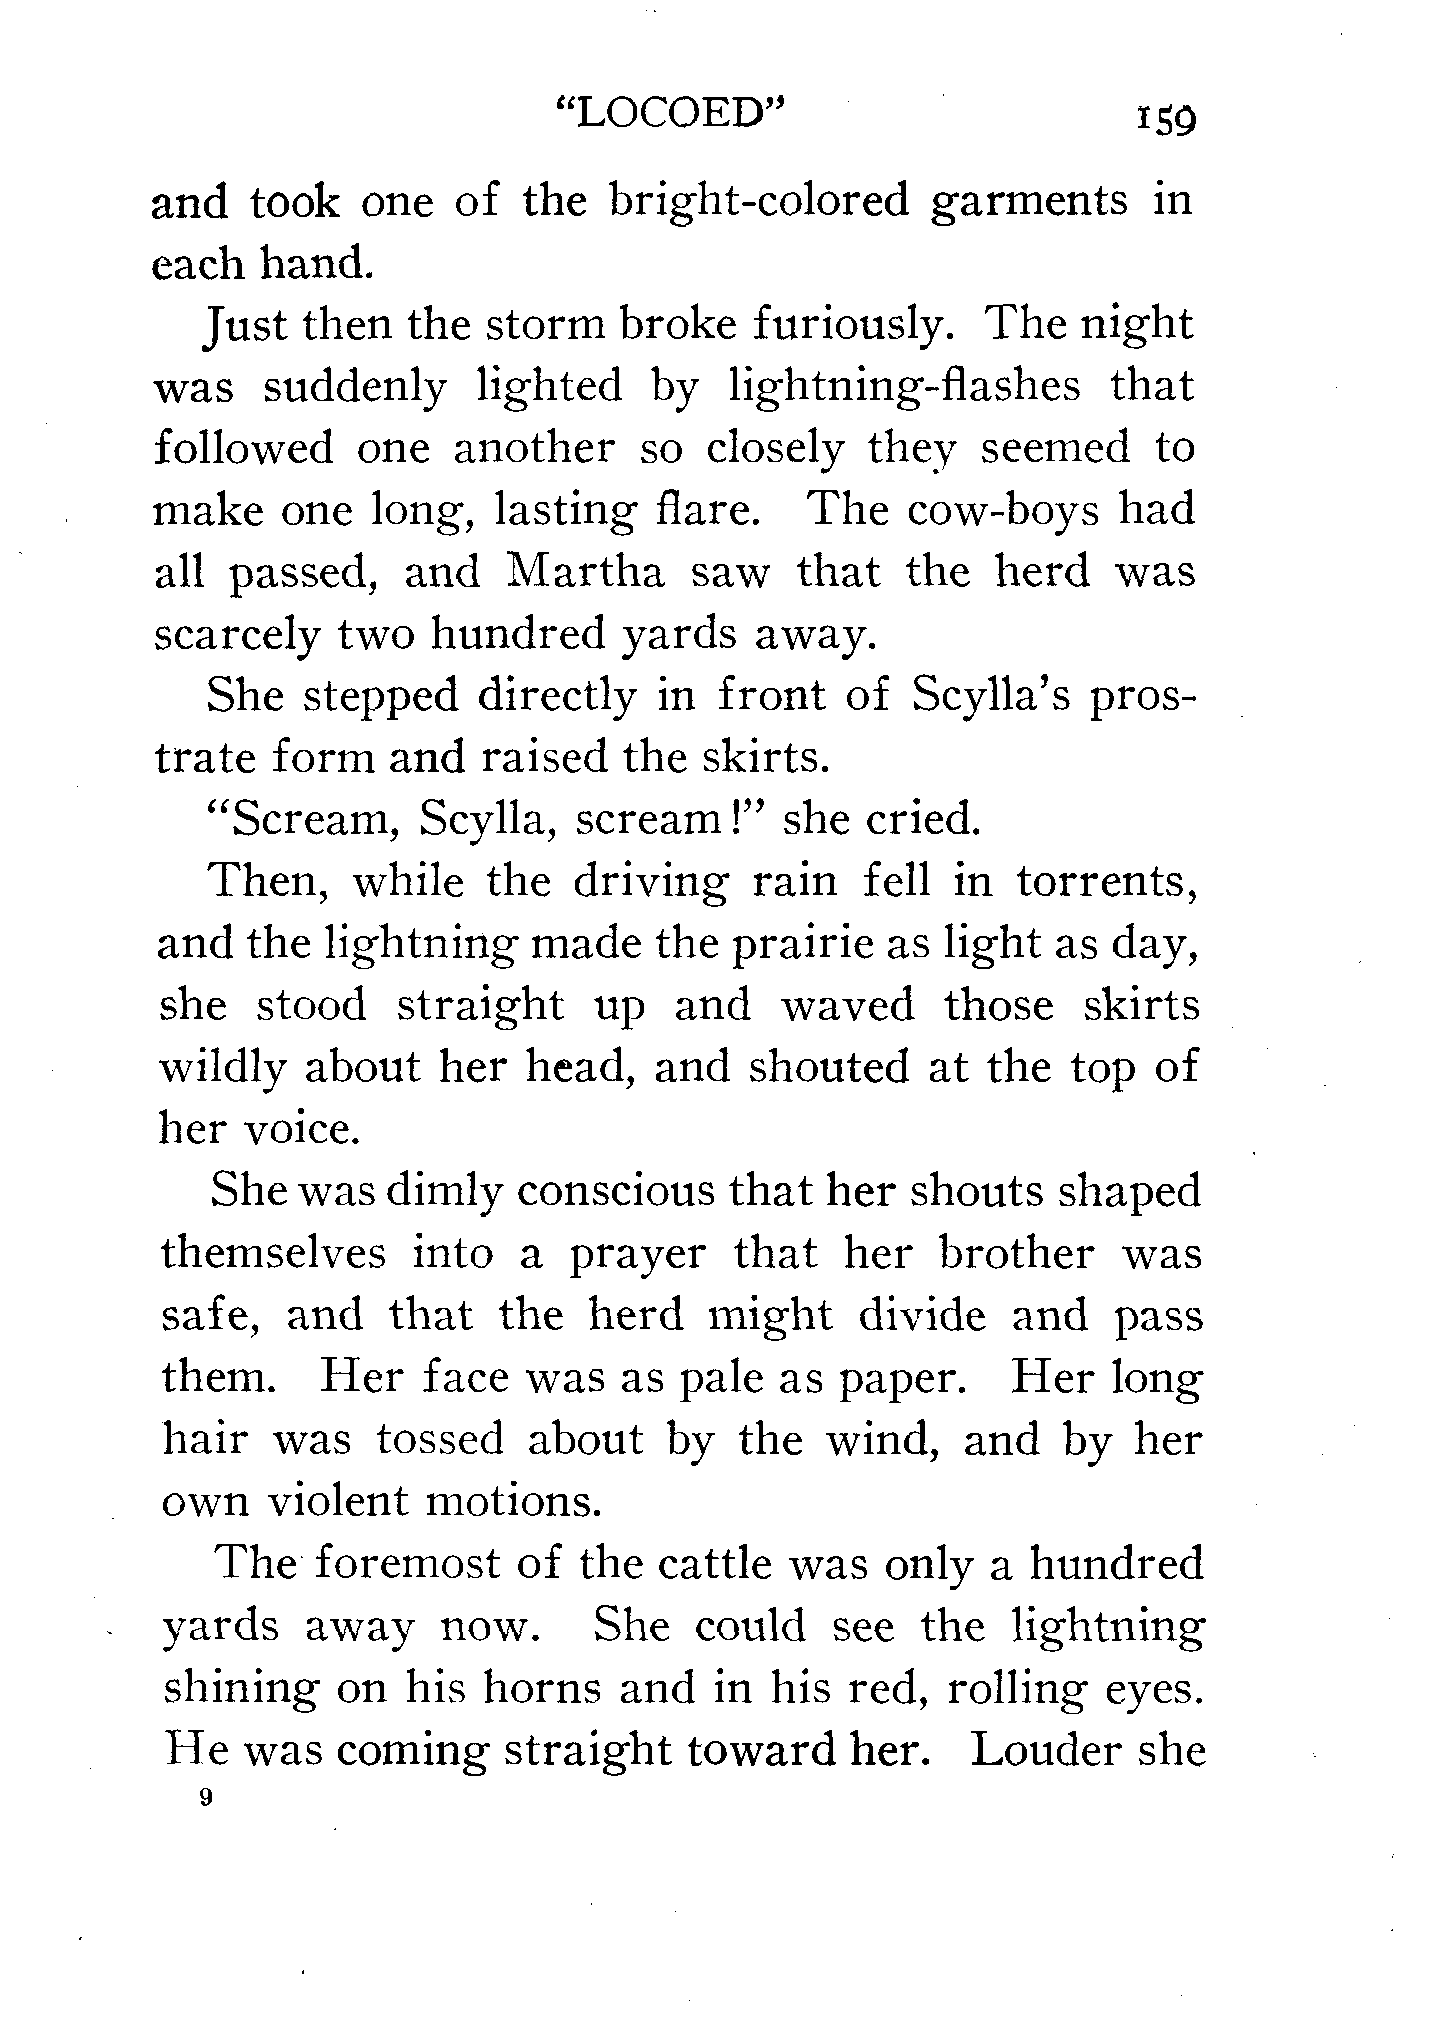 “LOCOED” 159
and took one of the bright-colored garments in
each hand.
Just then the storm broke furiously. The night
was suddenly lighted by lightning-flashes that
followed one another so closely they seemed to
make one long, lasting flare. The cow-boys had
all passed, and Martha saw that the herd was
scarcely two hundred yards away.
She stepped directly in front of Scylla’s pros-
trate form and raised the skirts.
“Scream, Scylla, scream!” she cried.
Then, while the driving rain fell in torrents,
and the lightning made the prairie as light as day,
she stood straight up and waved those skirts
wildly about her head, and shouted at the top of
her voice.
She was dimly conscious that her shouts shaped
themselves into a prayer that her brother was
safe, and that the herd might divide and pass
them. Her face was as pale as paper. Her long
hair was tossed about by the wind, and by her
own violent motions.
The foremost of the cattle was only a hundred
yards away now. She could see the lightning
shining on his horns and in his red, rolling eyes.
He was coming straight toward her. Louder she
9